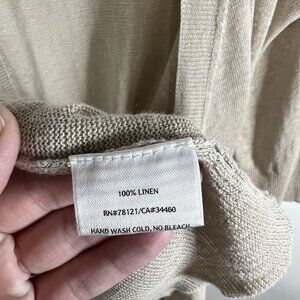 100% LINEN
RN#78121/CA#34460
HAND WASH COLD, NO BLEACH